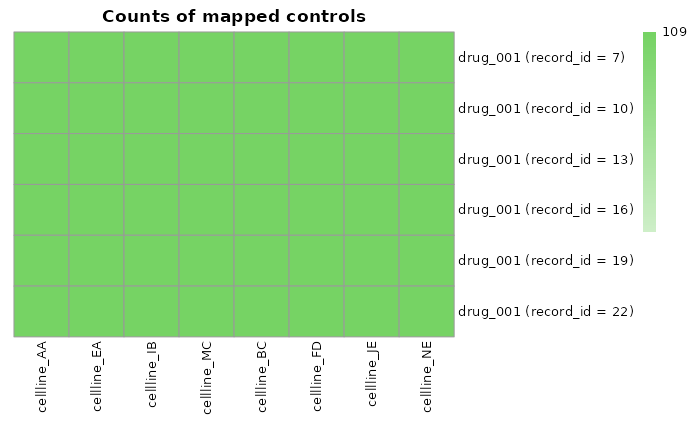 Counts of mapped controls
109
drug_001 (record_id = 7)
drug_001 (record_id = 10)
drug_001 (record_id = 13)
drug_001 (record_id = 16)
drug_001 (record_id = 19)
drug_001 (record_id = 22)
cellline_AA
cellline_EA
cellline_IB
cellline_MC
cellline_BC
cellline_FD
cellline_JE
cellline_NE